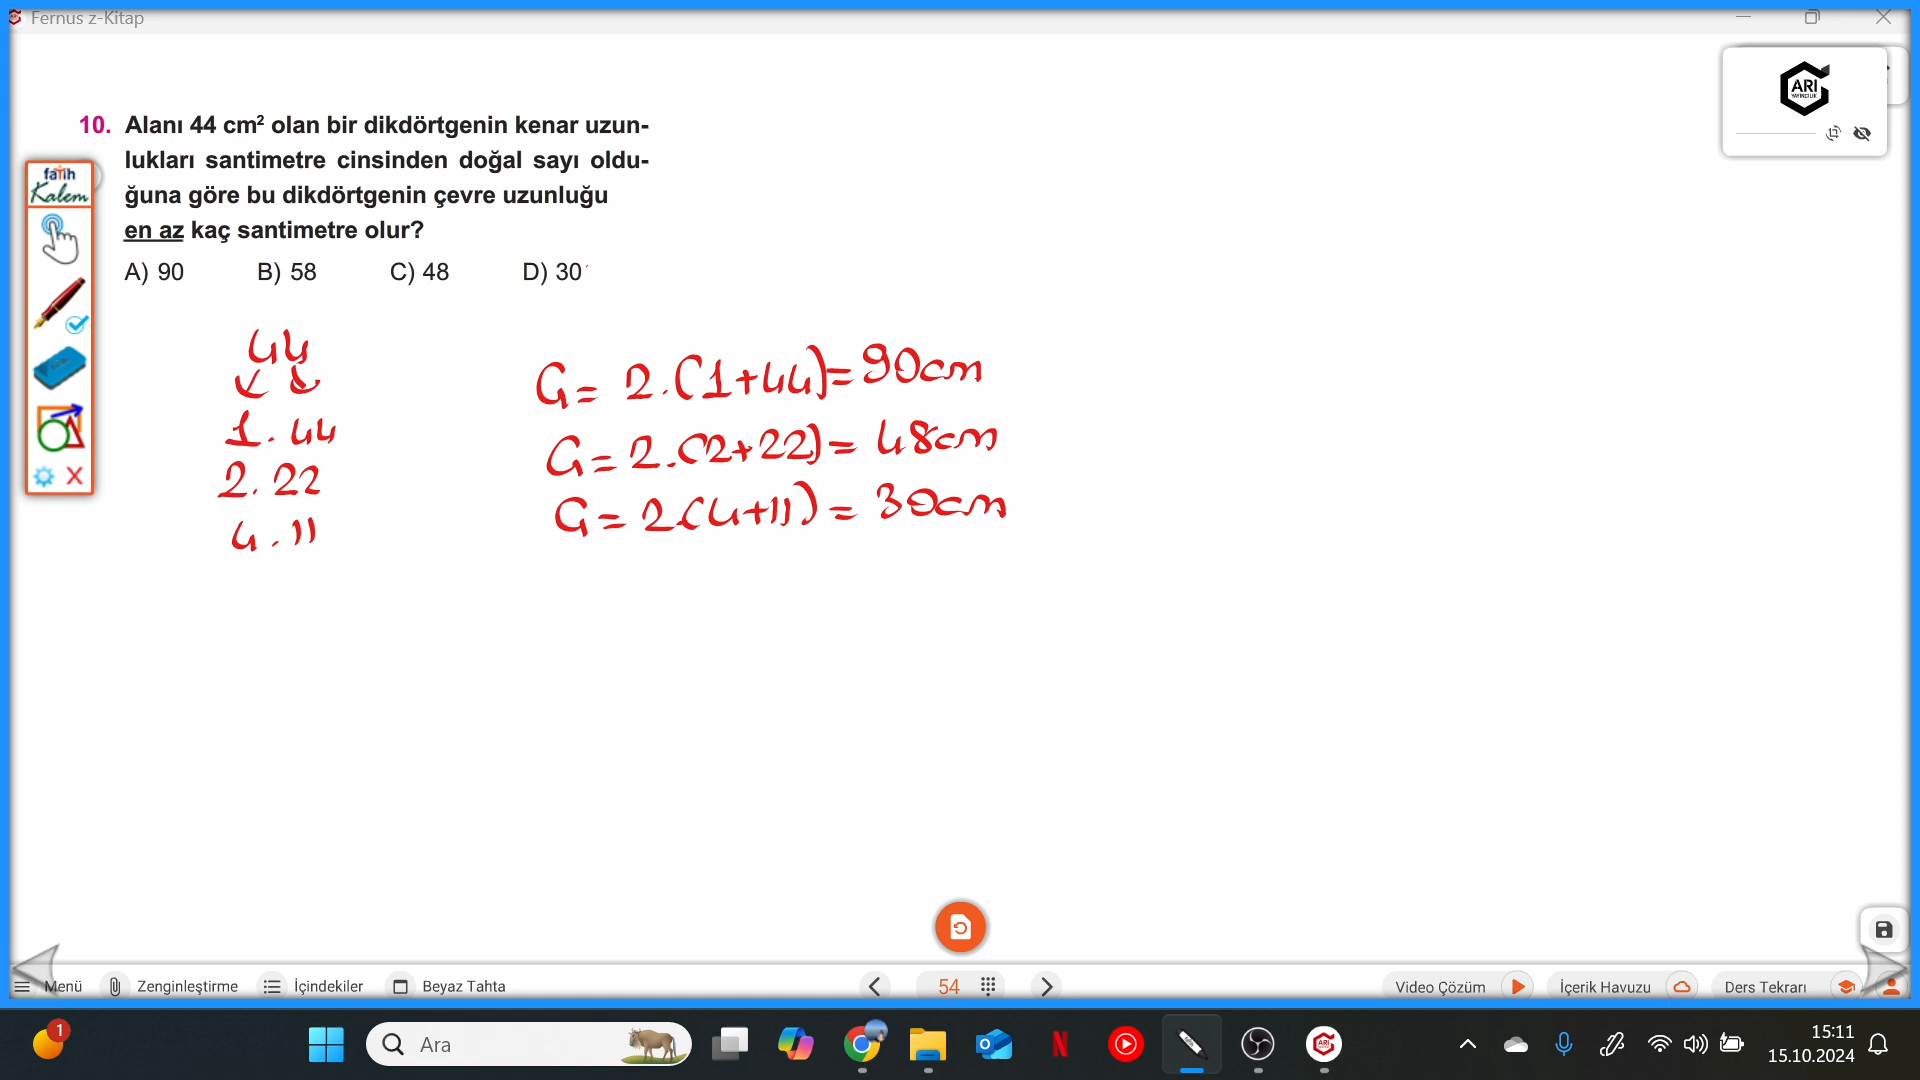 Fernus z-Kitap
ARI
YAYINCILIK
10. Alanı 44 cm² olan bir dikdörtgenin kenar uzun-
lukları santimetre cinsinden doğal sayı oldu-
ğuna göre bu dikdörtgenin çevre uzunluğu
en az kaç santimetre olur?
A) 90 B) 58 C) 48 D) 30
fatih
Kalem
44
1 . 44
2 . 22
4 . 11
Ç = 2.(1+44) = 90cm
Ç = 2.(2+22) = 48cm
Ç = 2.(4+11) = 30cm
Menü Zenginleştirme İçindekiler Beyaz Tahta 54 Video Çözüm İçerik Havuzu Ders Tekrarı
1 Ara 15:11
15.10.2024